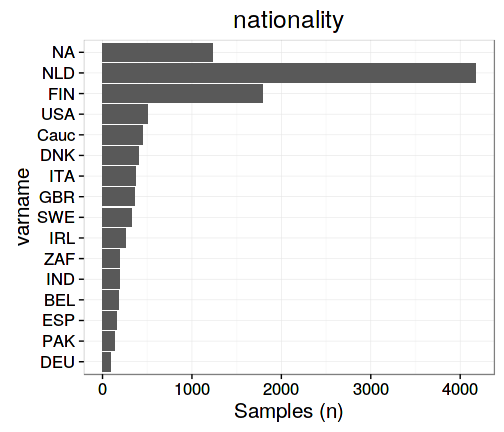 nationality
varname
NA
NLD
FIN
USA
Cauc
DNK
ITA
GBR
SWE
IRL
ZAF
IND
BEL
ESP
PAK
DEU
0 1000 2000 3000 4000
Samples (n)